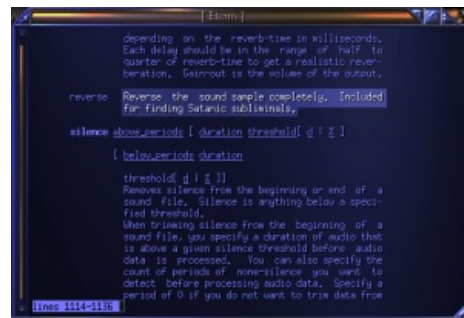 [Eterm]
depending on the reverb-time in milliseconds.
Each delay should be in the range of half to
quarter of reverb-time to get a realistic rever-
beration. Gain-out is the volume of the output.
reverse Reverse the sound sample completely. Included
for finding Satanic subliminals.
silence above_periods [ duration threshold[ d | % ]
[ below_periods duration
threshold[ d | % ]]
Removes silence from the beginning or end of a
sound file. Silence is anything below a speci-
fied threshold.
When trimming silence from the beginning of a
sound file, you specify a duration of audio that
is above a given silence threshold before audio
data is processed. You can also specify the
count of periods of none-silence you want to
detect before processing audio data. Specify a
period of 0 if you do not want to trim data from
lines 1114-1136